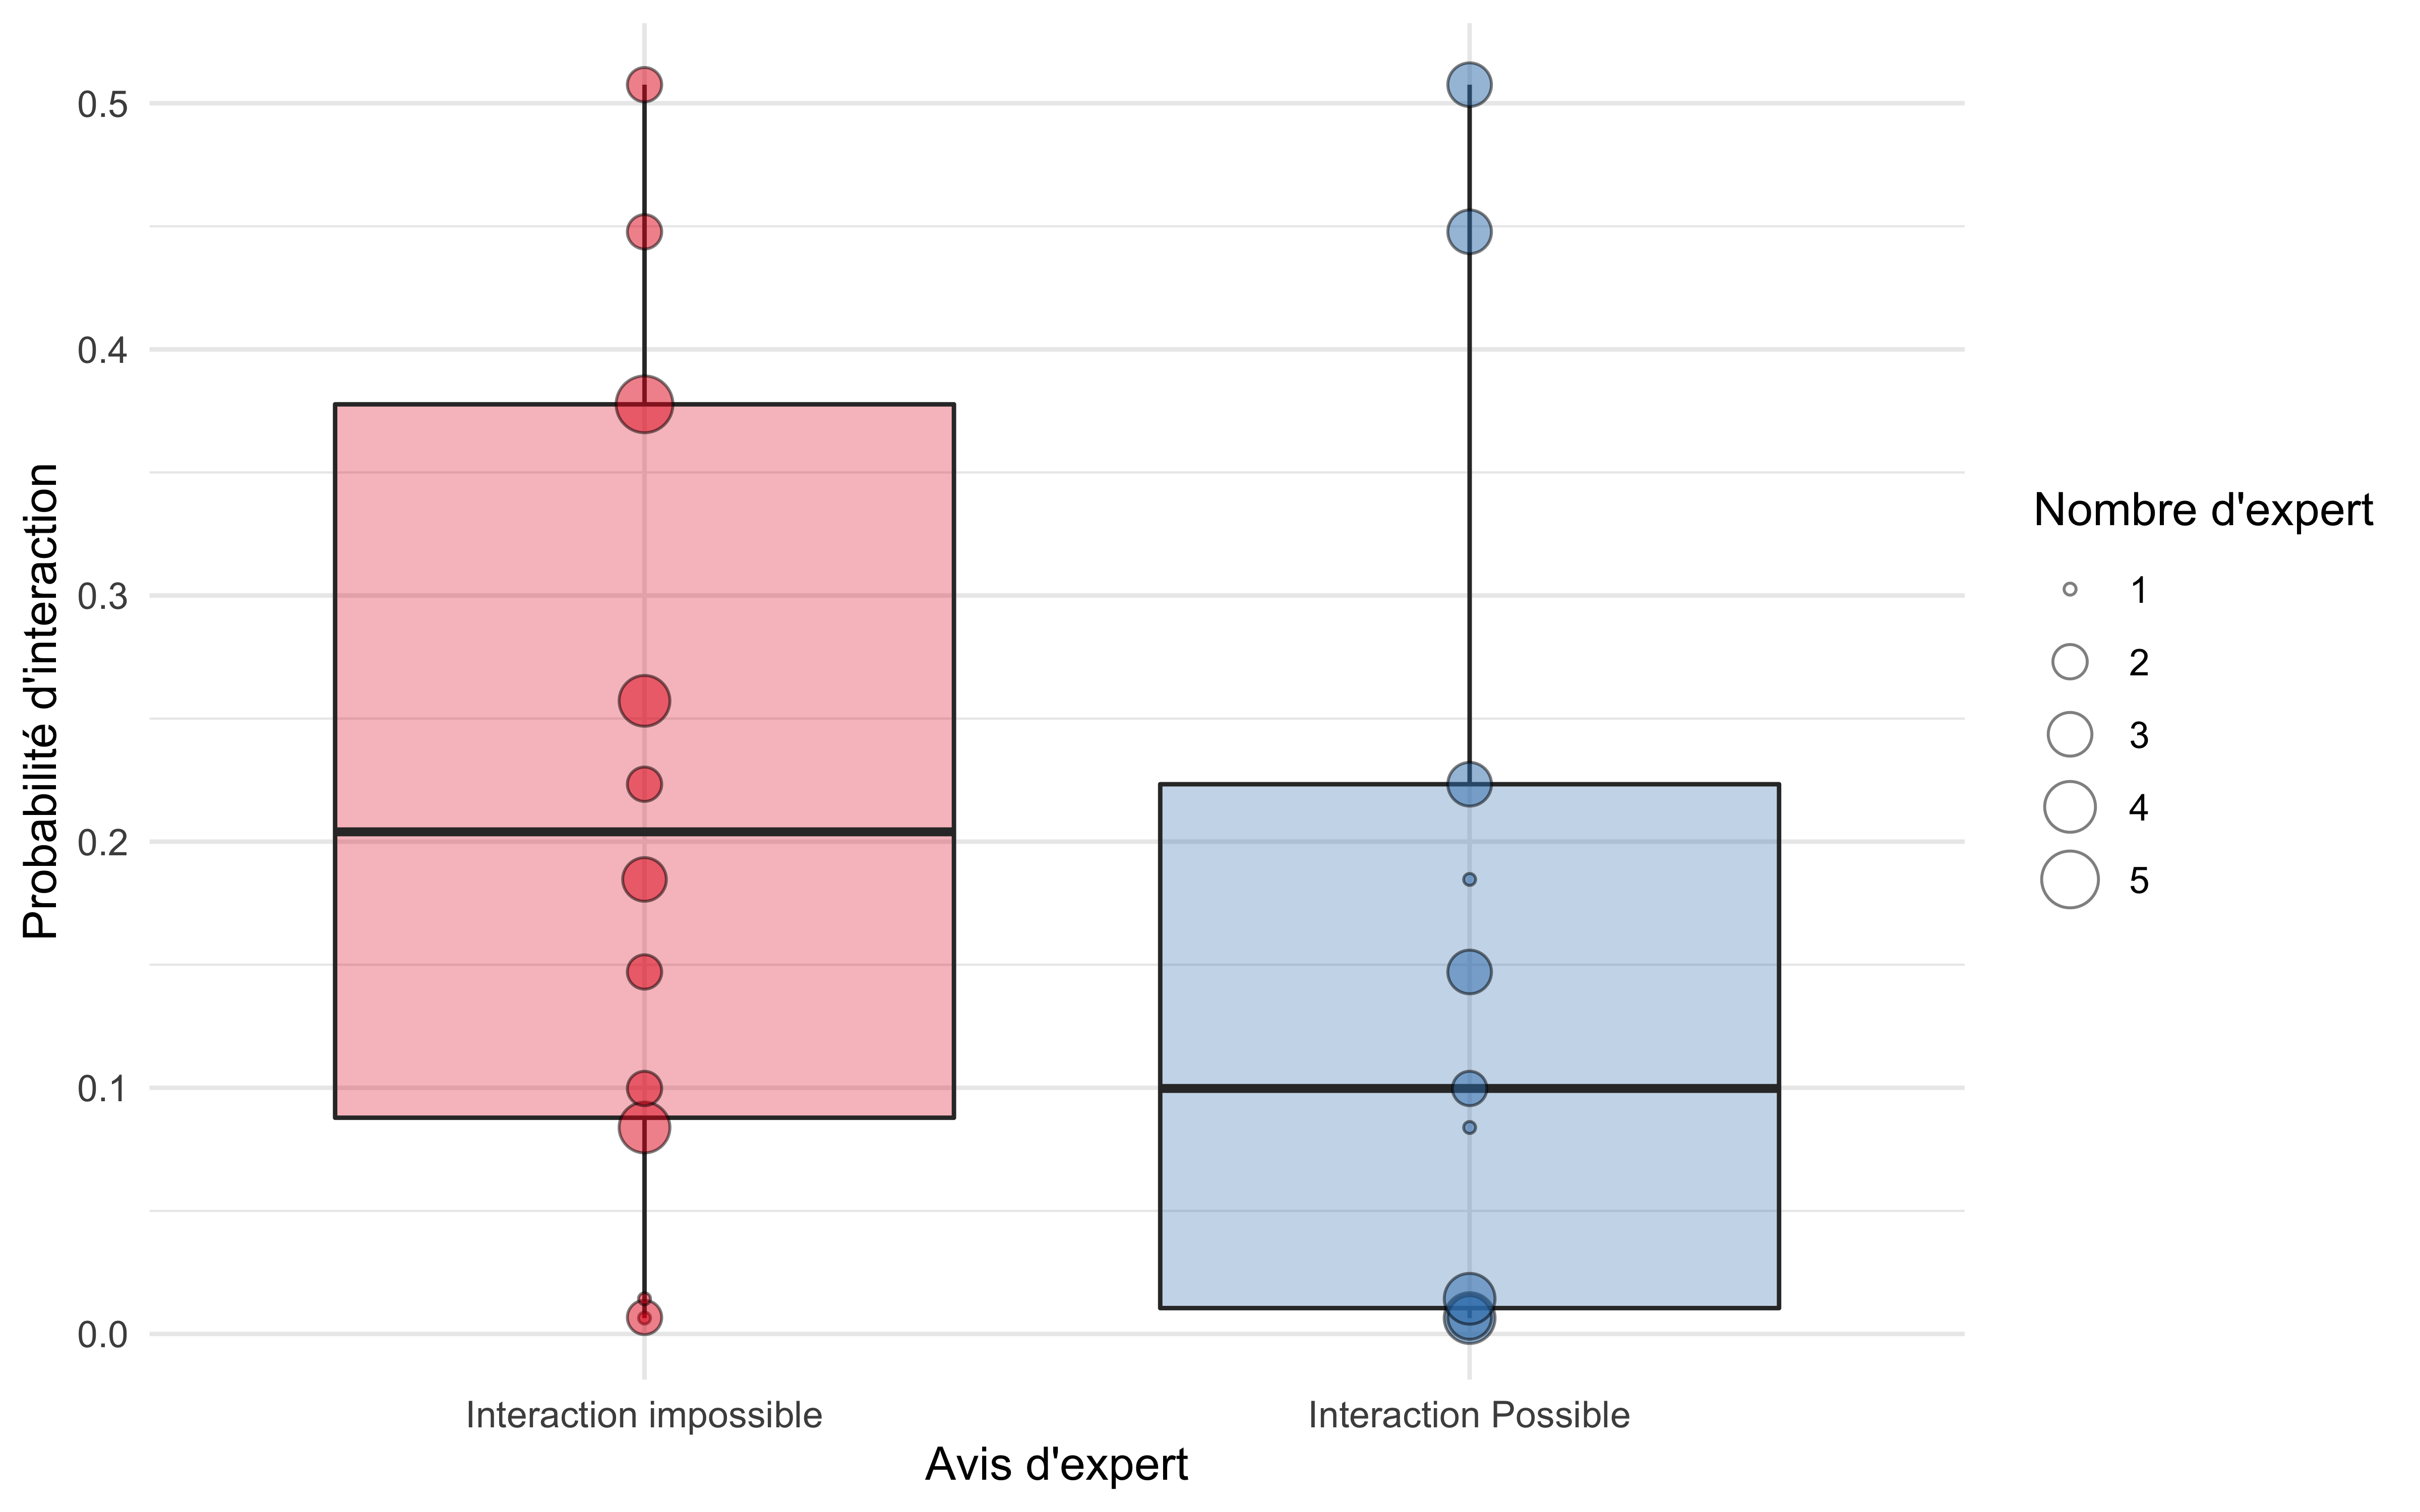 Probabilité d'interaction
0.5
0.4
0.3
0.2
0.1
0.0
Interaction impossible
Interaction Possible
Avis d'expert
Nombre d'expert
1
2
3
4
5